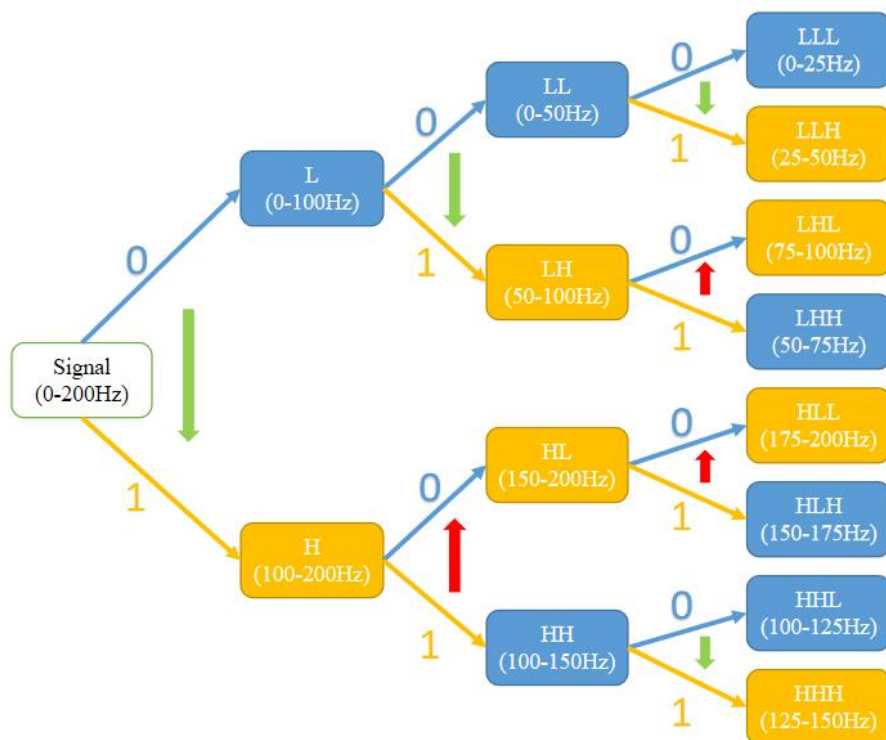 LLL
(0-25Hz)
0
LL
(0-50Hz)
0
1
LLH
(25-50Hz)
L
(0-100Hz)
0
1
LH
(50-100Hz)
0
LHL
(75-100Hz)
1
LHH
(50-75Hz)
Signal
(0-200Hz)
1
H
(100-200Hz)
0
HL
(150-200Hz)
0
HLL
(175-200Hz)
1
HLH
(150-175Hz)
1
HH
(100-150Hz)
0
HHL
(100-125Hz)
1
HHH
(125-150Hz)